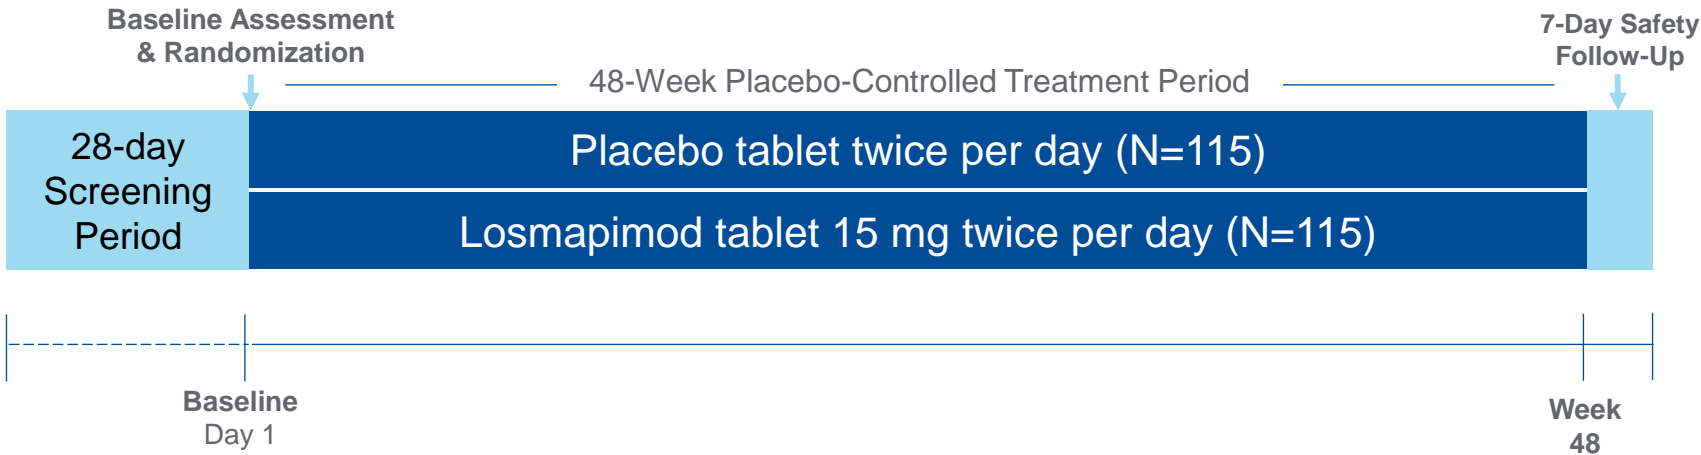 Baseline Assessment
& Randomization
7-Day Safety
Follow-Up
48-Week Placebo-Controlled Treatment Period
28-day
Screening
Period
Placebo tablet twice per day (N=115)
Losmapimod tablet 15 mg twice per day (N=115)
Baseline
Day 1
Week
48